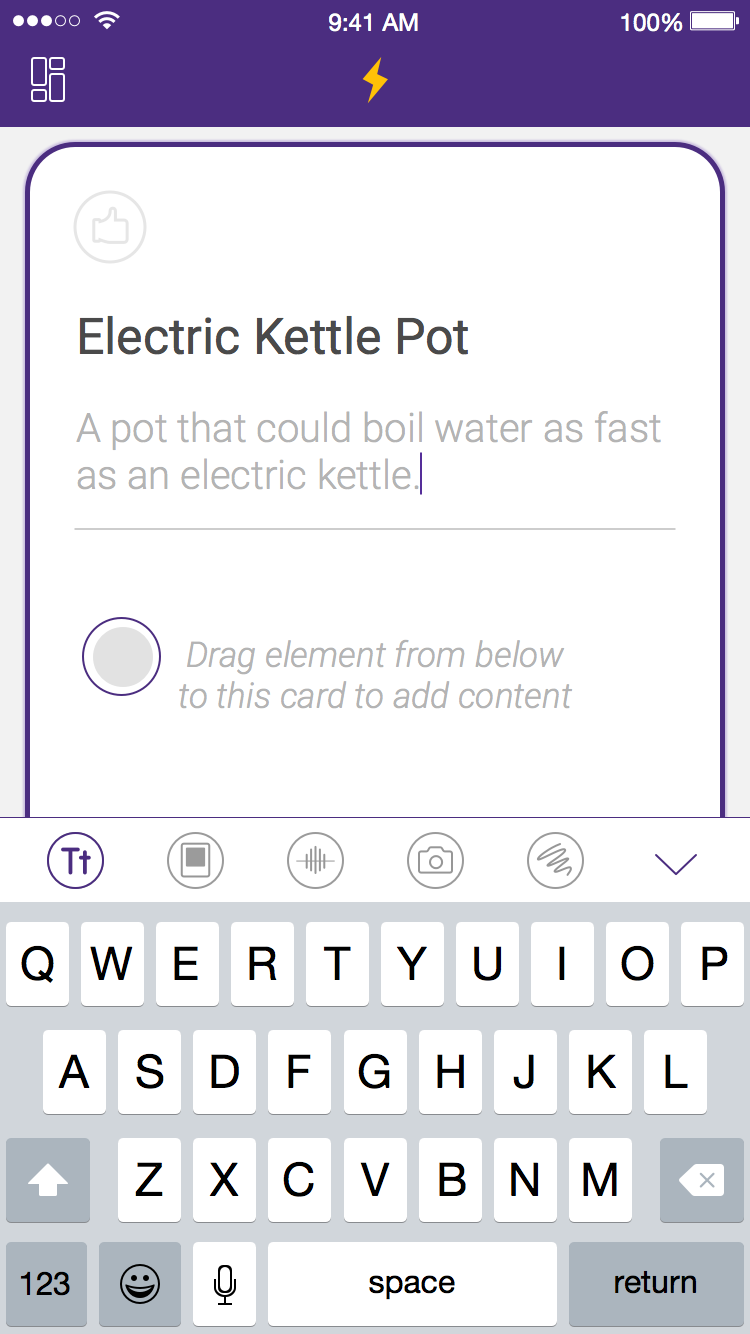 9:41 AM 100%
Electric Kettle Pot
A pot that could boil water as fast
as an electric kettle.
Drag element from below
to this card to add content
Tt
Q W E R T Y U I O P
A S D F G H J K L
Z X C V B N M
123 space return